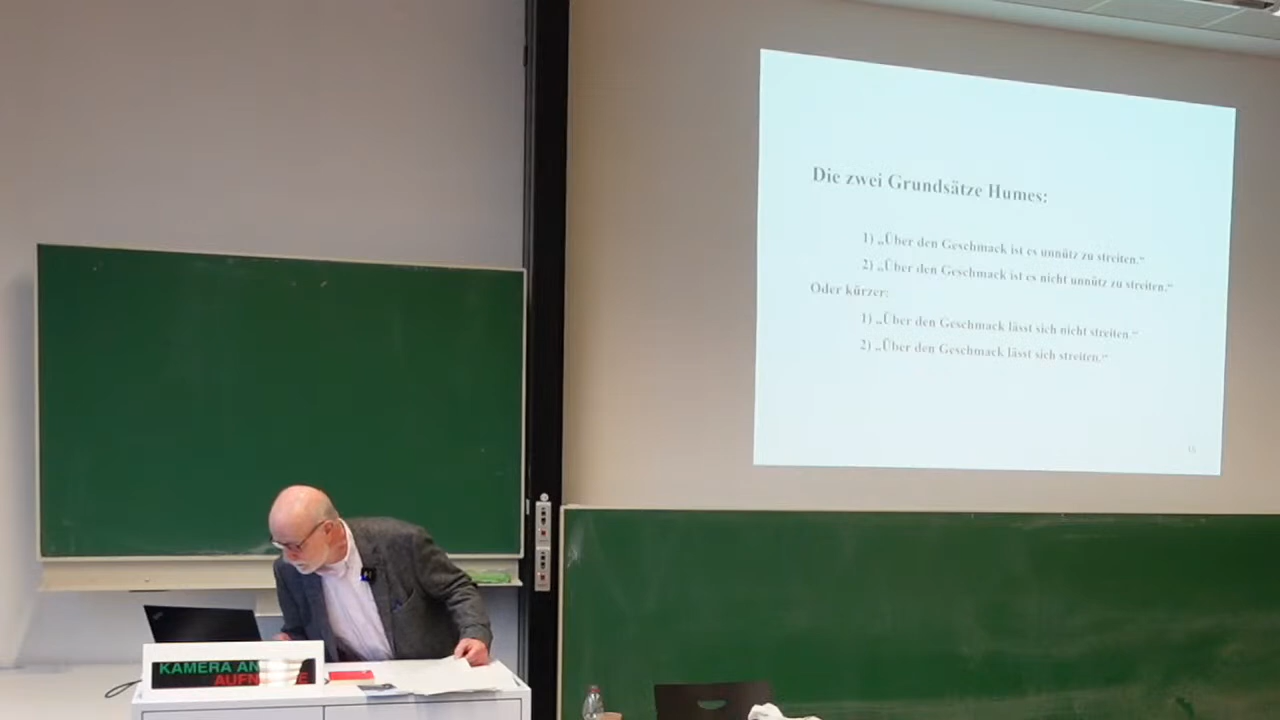 Die zwei Grundsätze Humes:
1) „Über den Geschmack ist es unnütz zu streiten.“
2) „Über den Geschmack ist es nicht unnütz zu streiten.“
Oder kürzer:
1) „Über den Geschmack lässt sich nicht streiten.“
2) „Über den Geschmack lässt sich streiten.“
KAMERA AN